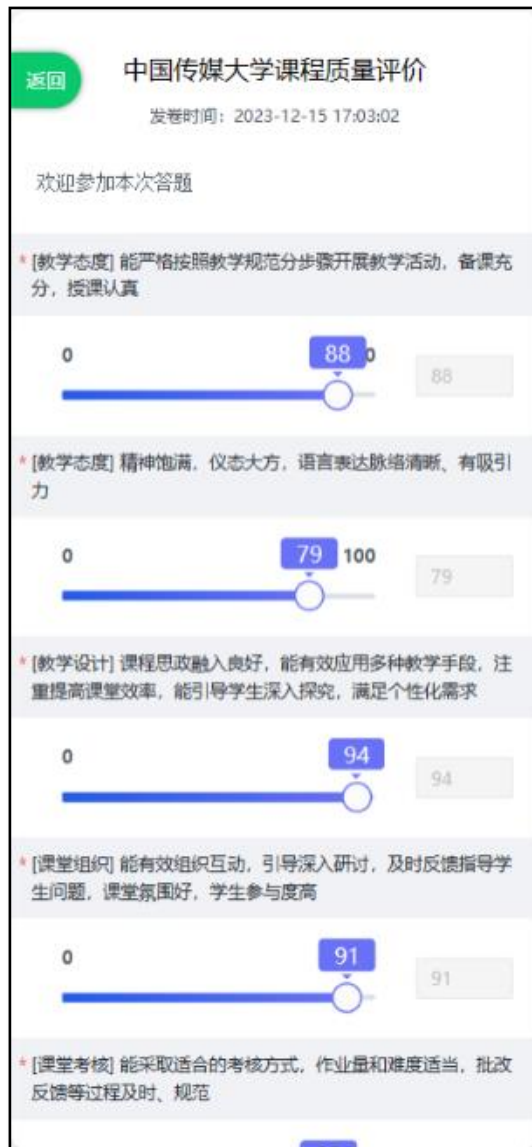 返回
中国传媒大学课程质量评价
发卷时间：2023-12-15 17:03:02
欢迎参加本次答题
* [教学态度] 能严格按照教学规范分步骤开展教学活动，备课充
分，授课认真
0 88 0
88
* [教学态度] 精神饱满，仪态大方，语言表达脉络清晰、有吸引
力
0 79 100
79
* [教学设计] 课程思政融入良好，能有效应用多种教学手段，注
重提高课堂效率，能引导学生深入探究，满足个性化需求
0 94
94
* [课堂组织] 能有效组织互动，引导深入研讨，及时反馈指导学
生问题，课堂氛围好，学生参与度高
0 91
91
* [课堂考核] 能采取适合的考核方式，作业量和难度适当，批改
反馈等过程及时、规范